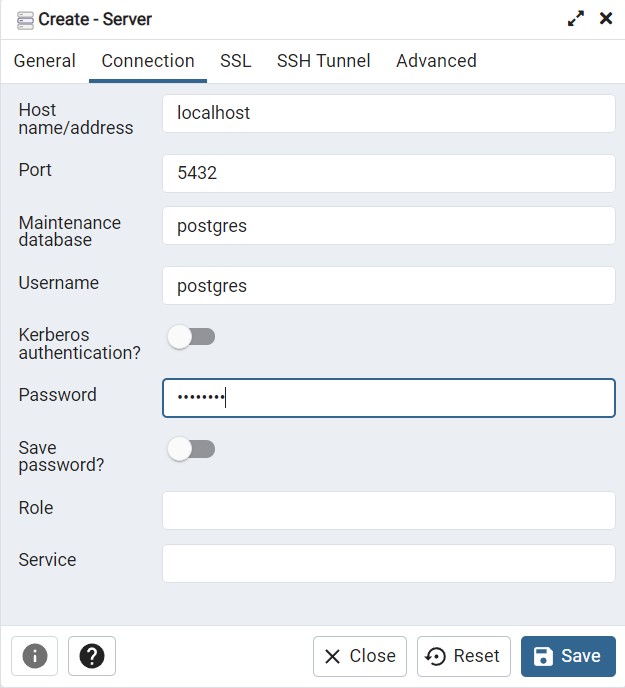 Create - Server
General Connection SSL SSH Tunnel Advanced
Host
name/address
localhost
Port
5432
Maintenance
database
postgres
Username
postgres
Kerberos
authentication?
Password
••••••••
Save
password?
Role
Service
i ? Close Reset Save